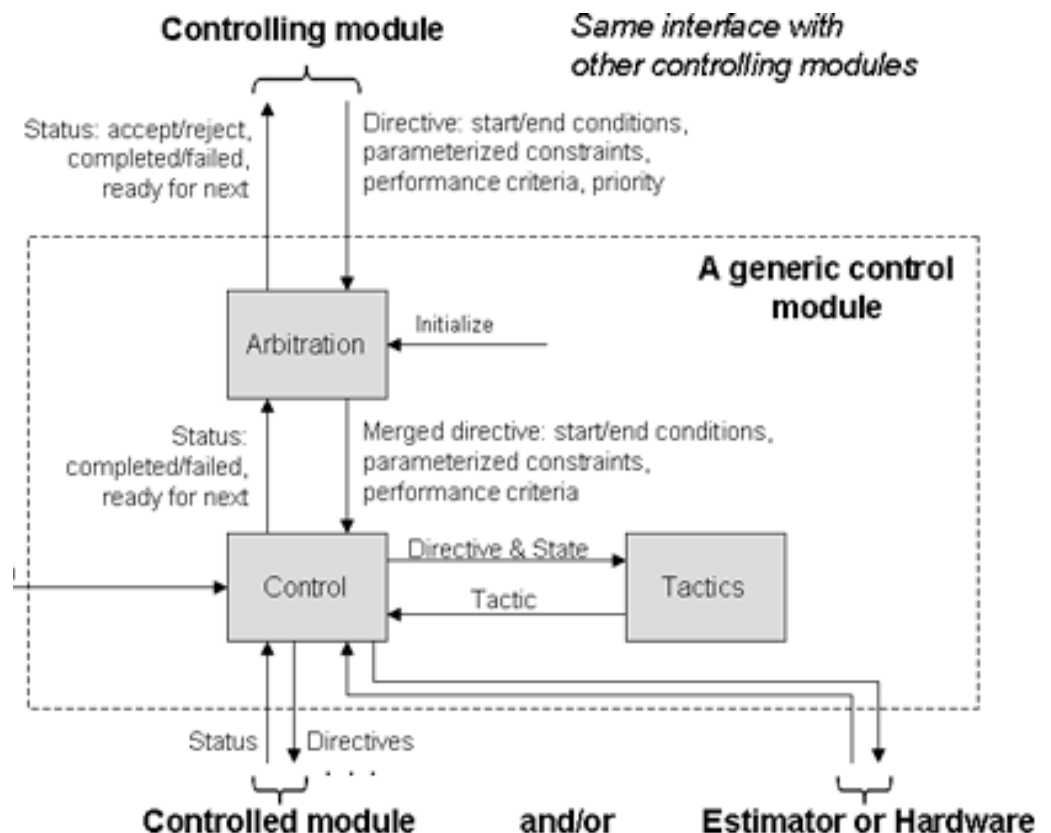 Controlling module
Same interface with
other controlling modules
Status: accept/reject,
completed/failed,
ready for next
Directive: start/end conditions,
parameterized constraints,
performance criteria, priority
A generic control
module
Arbitration
Initialize
Status:
completed/failed,
ready for next
Merged directive: start/end conditions,
parameterized constraints,
performance criteria
Control
Directive & State
Tactic
Tactics
Status
Directives
. . .
Controlled module
and/or
Estimator or Hardware